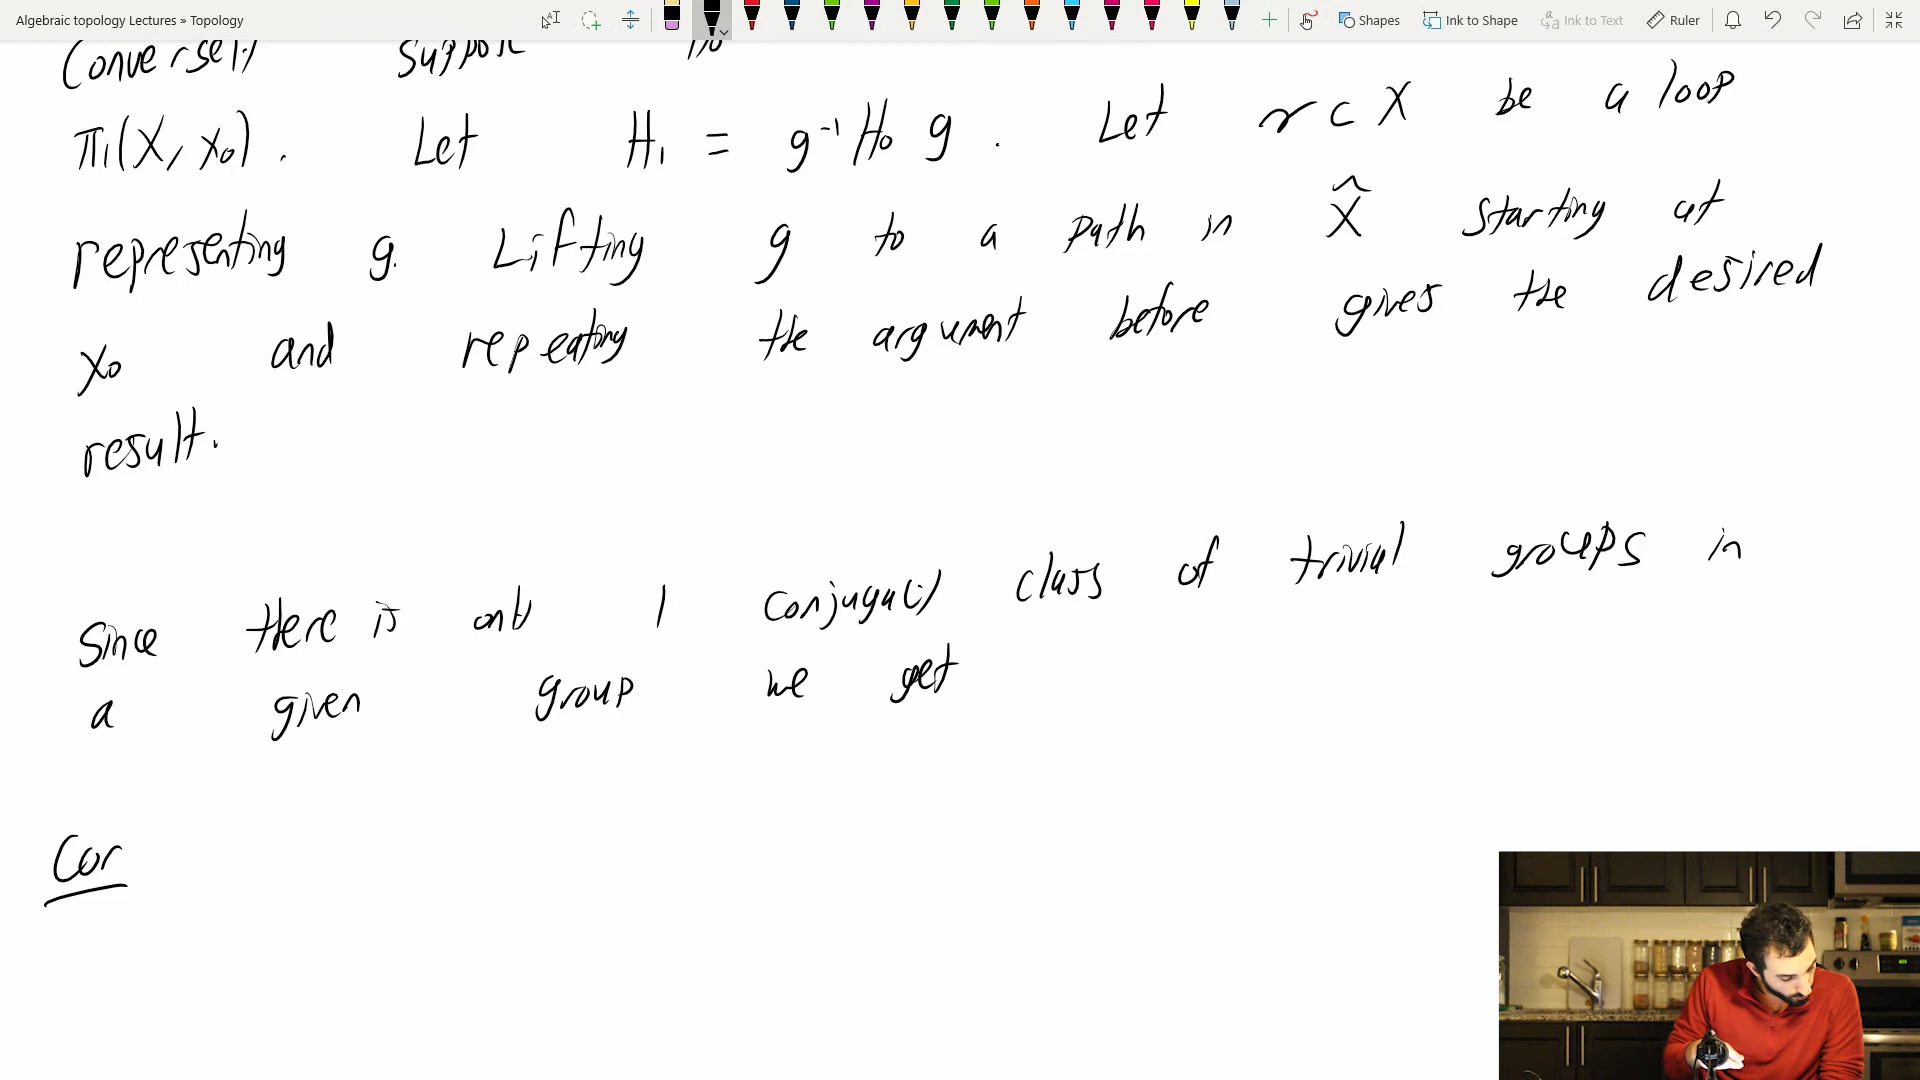 Algebraic topology Lectures » Topology
Shapes
Ink to Shape
Ink to Text
Ruler
Conversely Suppose
π₁(X, x₀). Let H₁ = g⁻¹ H₀ g. Let γ ⊂ X be a loop
representing g. Lifting g to a path in X̂ starting at
x₀ and repeating the argument before gives the desired
result.
Since there is only 1 conjugacy class of trivial groups in
a given group we get
Cor